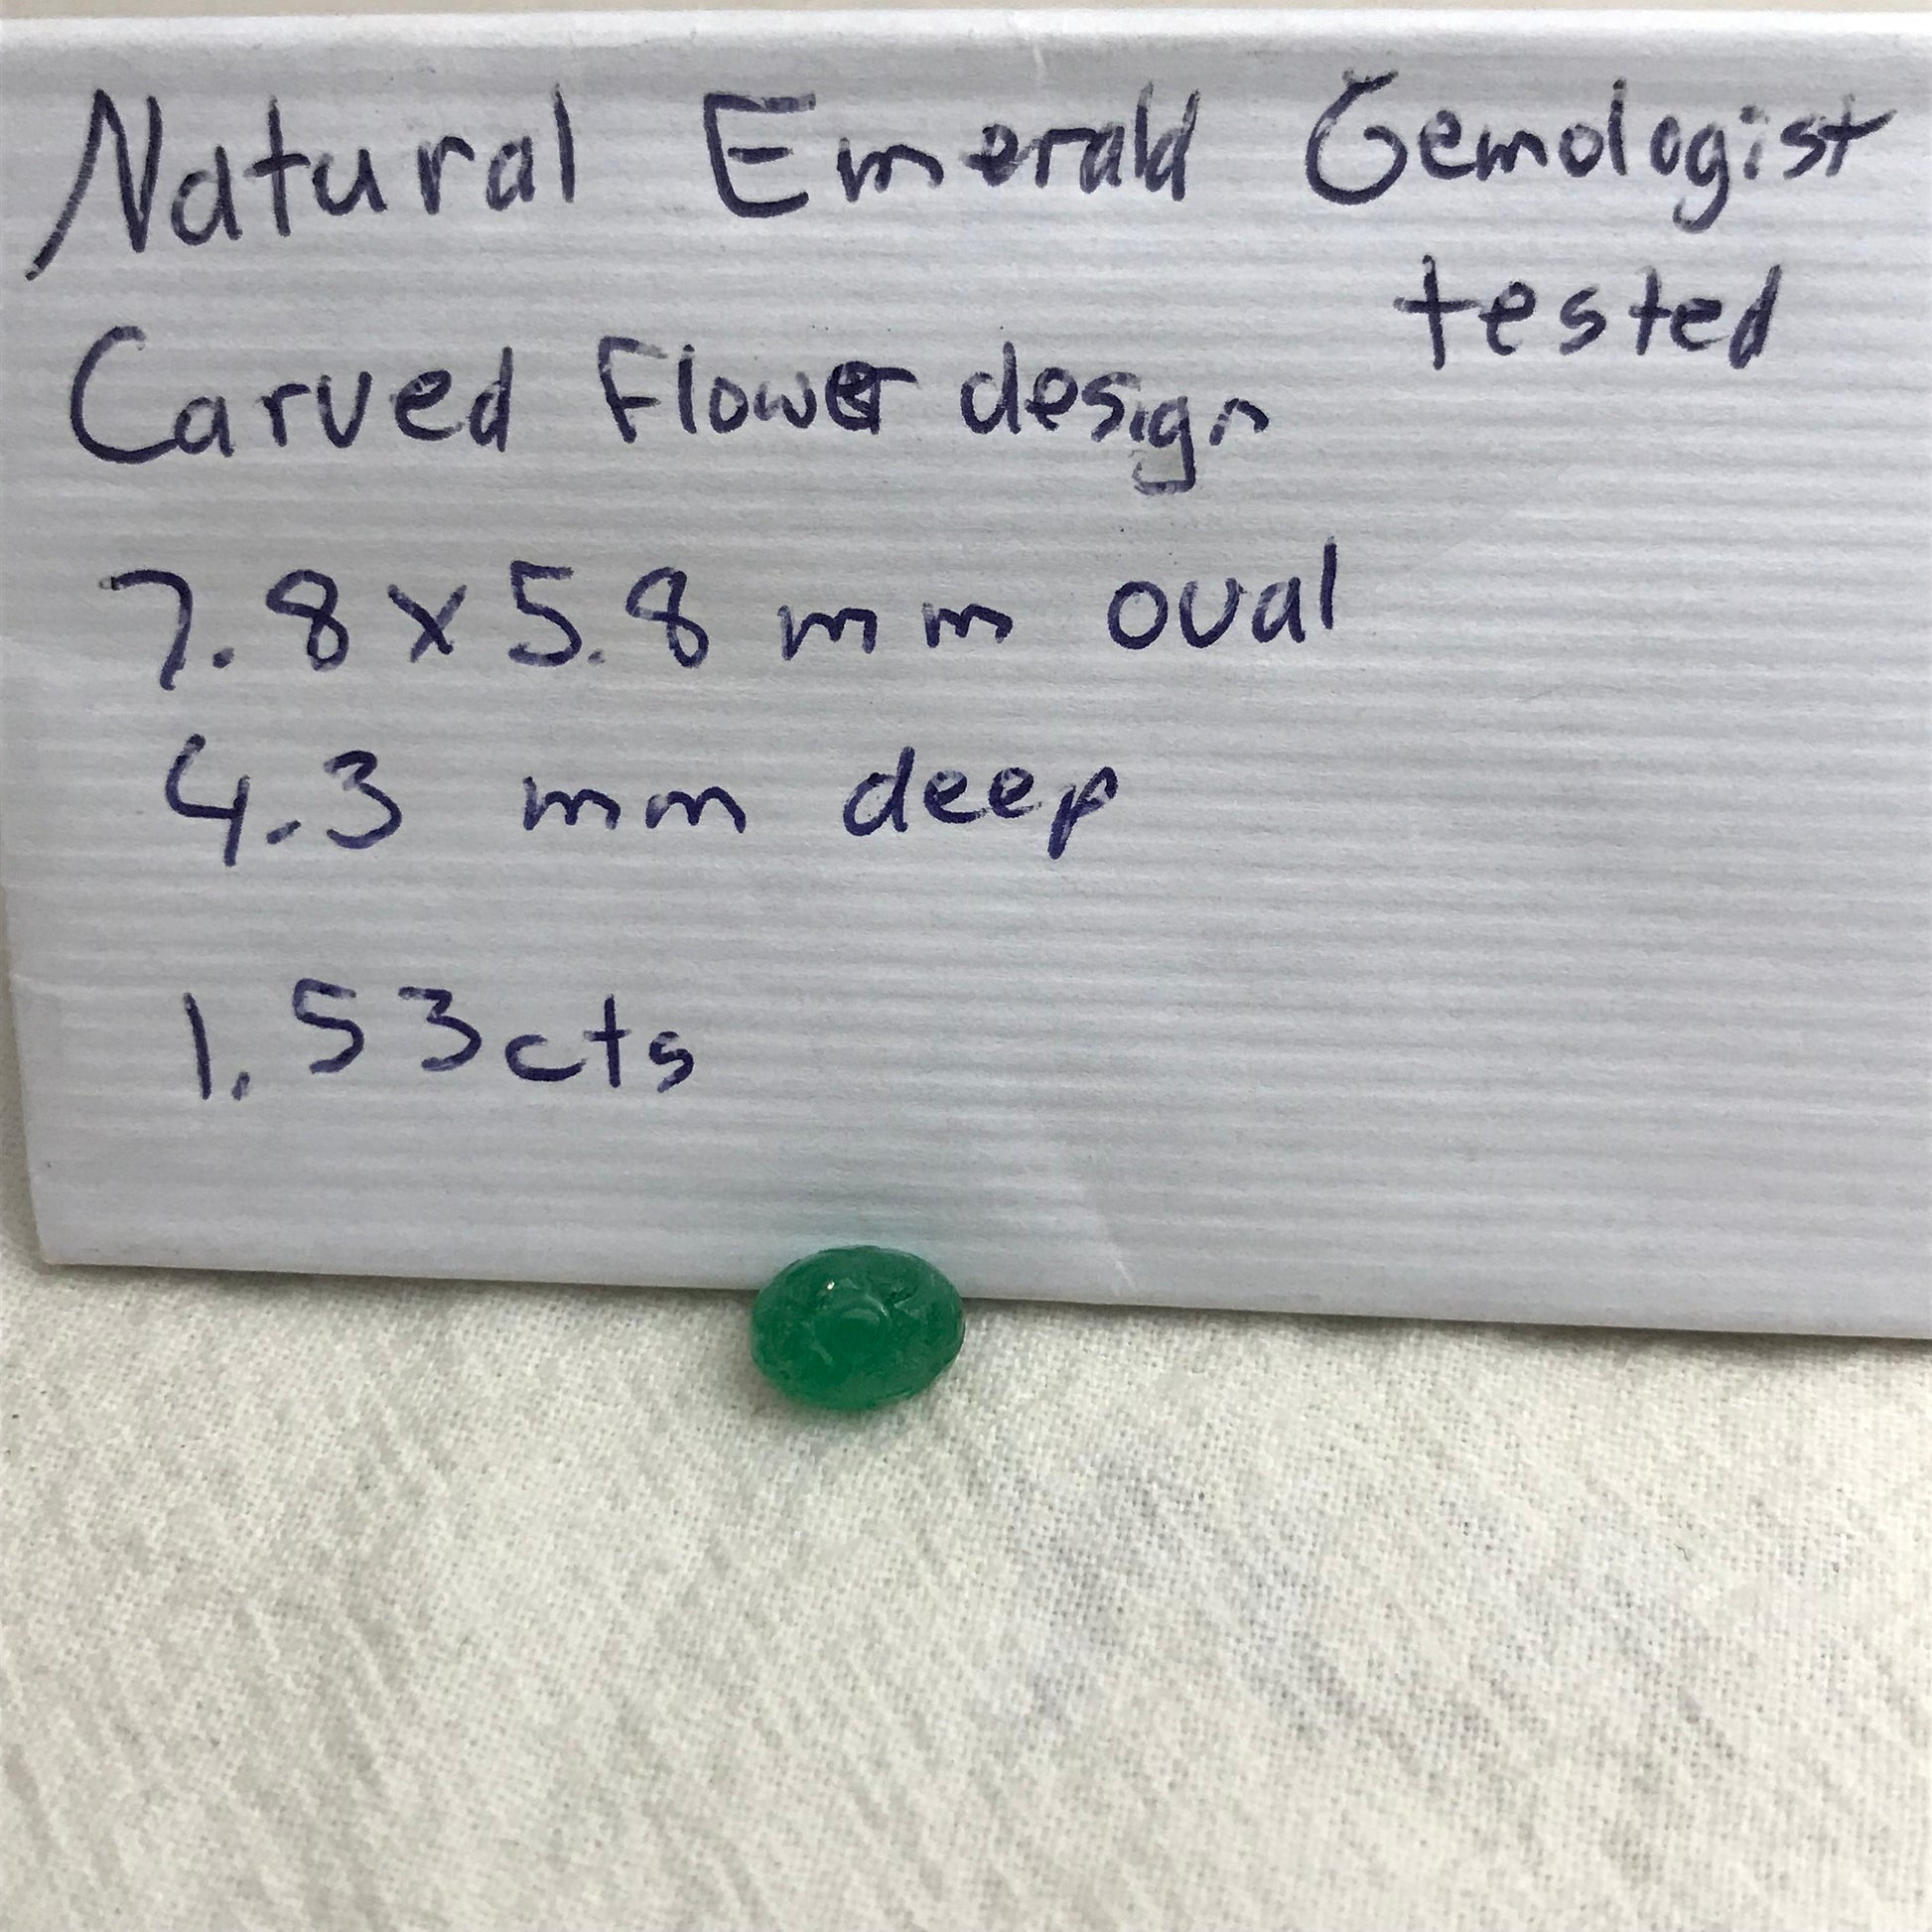 Natural Emerald Gemologist
tested
Carved Flower design
7.8 x 5.8 mm oval
4.3 mm deep
1.53cts